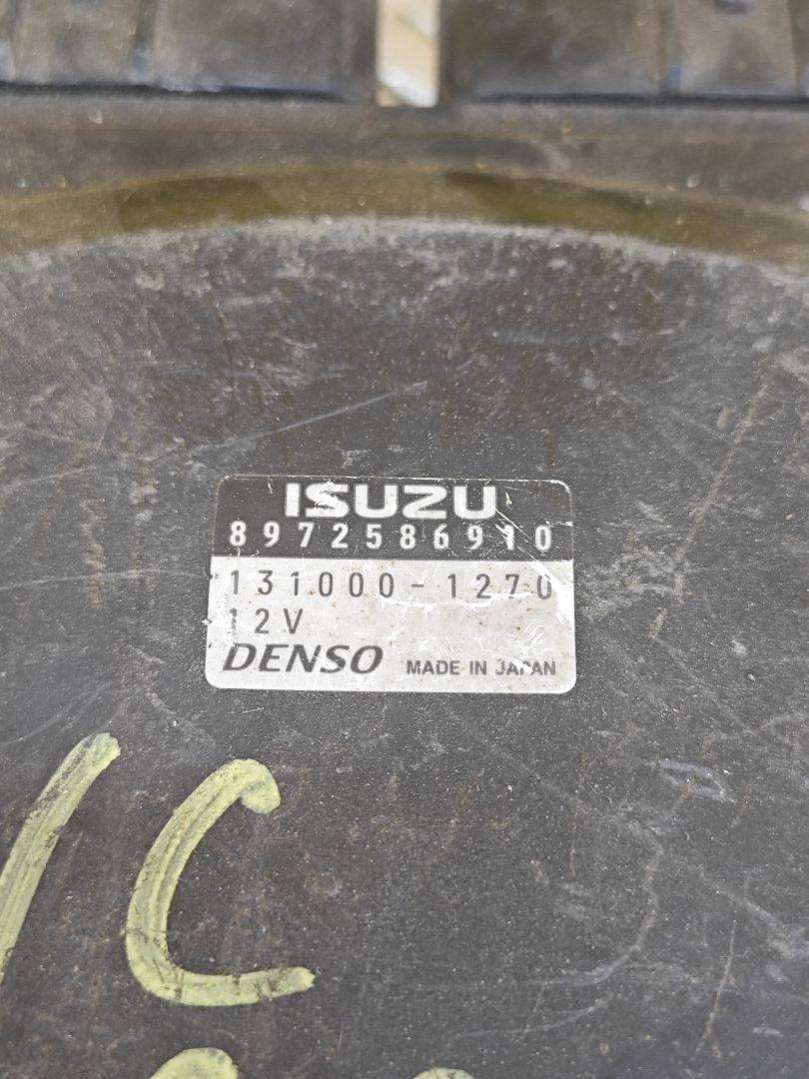 ISUZU
8972586910
131000-1270
12V
DENSO MADE IN JAPAN
/C